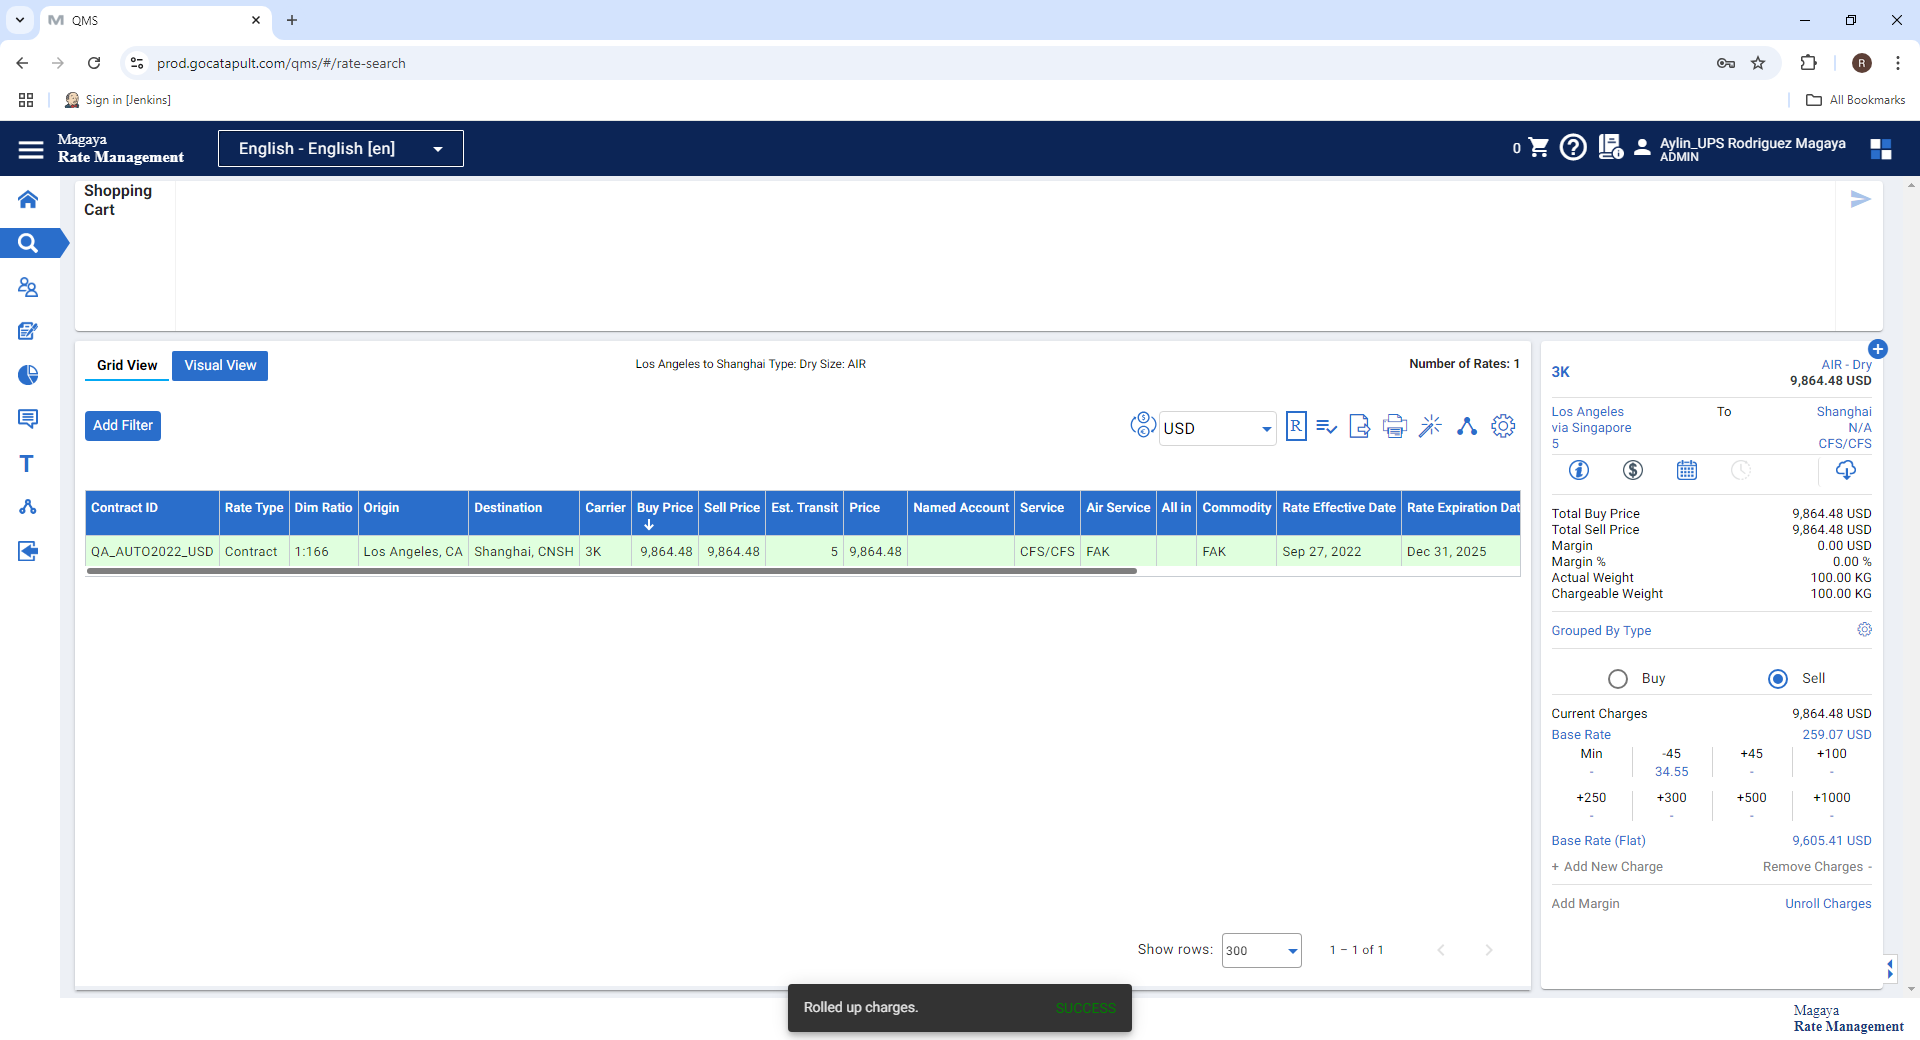 QMS
prod.gocatapult.com/qms/#/rate-search
R
Sign in [Jenkins]
All Bookmarks
Magaya
Rate Management
English - English [en]
0
Aylin_UPS Rodriguez Magaya
ADMIN
Shopping
Cart
Grid View
Visual View
Los Angeles to Shanghai Type: Dry Size: AIR
Number of Rates: 1
Add Filter
USD
R
Contract ID Rate Type Dim Ratio Origin Destination Carrier Buy Price Sell Price Est. Transit Price Named Account Service Air Service All in Commodity Rate Effective Date Rate Expiration Dat
QA_AUTO2022_USD Contract 1:166 Los Angeles, CA Shanghai, CNSH 3K 9,864.48 9,864.48 5 9,864.48 CFS/CFS FAK FAK Sep 27, 2022 Dec 31, 2025
Show rows: 300 1 – 1 of 1
3K
AIR - Dry
9,864.48 USD
Los Angeles To Shanghai
via Singapore N/A
5 CFS/CFS
Total Buy Price 9,864.48 USD
Total Sell Price 9,864.48 USD
Margin 0.00 USD
Margin % 0.00 %
Actual Weight 100.00 KG
Chargeable Weight 100.00 KG
Grouped By Type
Buy Sell
Current Charges 9,864.48 USD
Base Rate 259.07 USD
Min -45 +45 +100
- 34.55 - -
+250 +300 +500 +1000
- - - -
Base Rate (Flat) 9,605.41 USD
+ Add New Charge Remove Charges -
Add Margin Unroll Charges
Rolled up charges. SUCCESS
Magaya
Rate Management